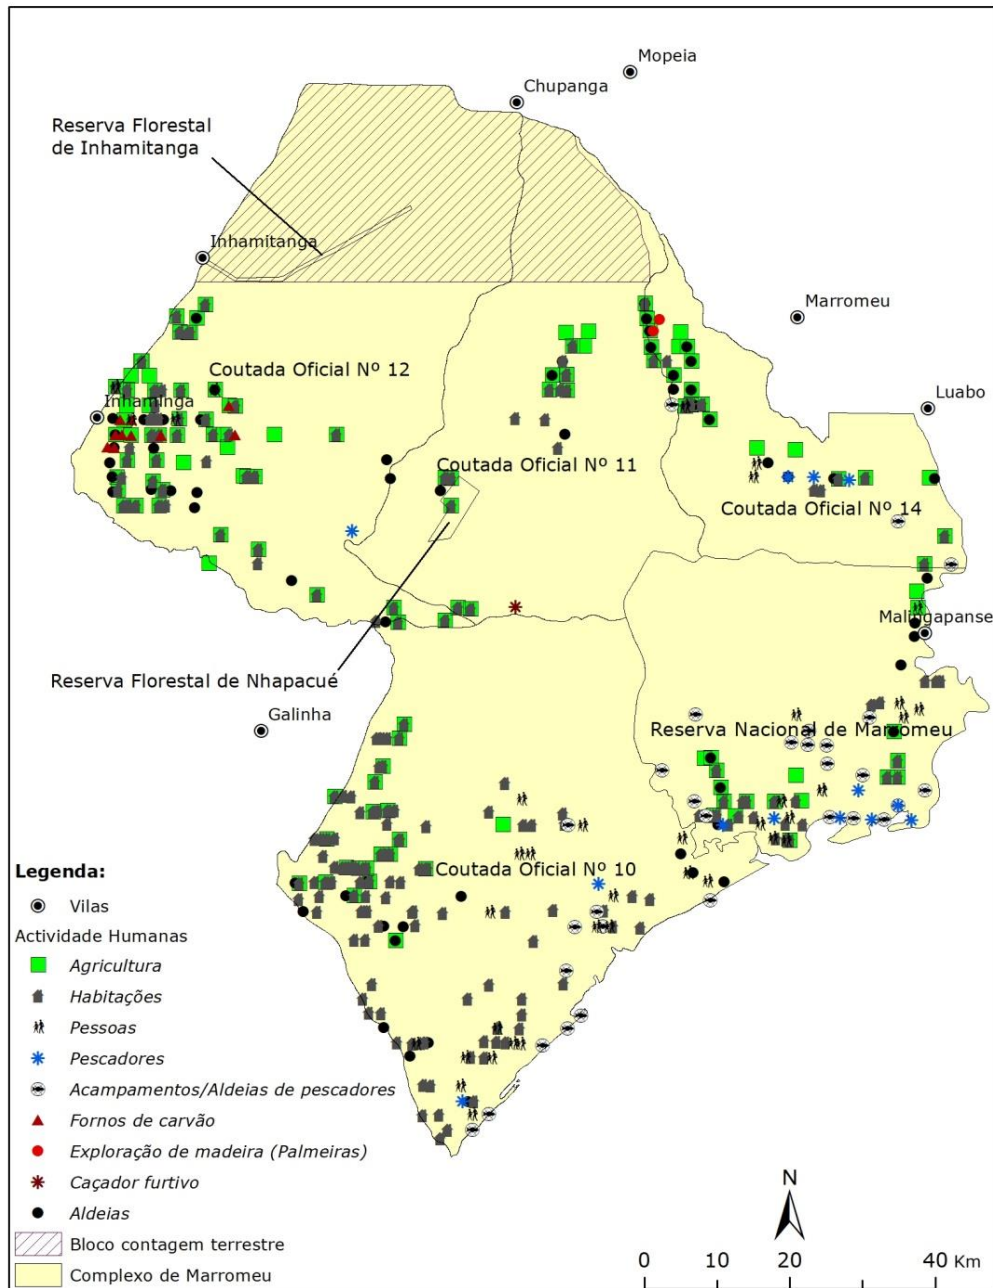 Mopeia
Chupanga
Reserva Florestal
de Inhamitanga
Inhamitanga
Marromeu
Coutada Oficial Nº 12
Inhaminga
Luabo
Coutada Oficial Nº 11
Coutada Oficial Nº 14
Malingapanse
Reserva Florestal de Nhapacué
Galinha
Reserva Nacional de Marromeu
Coutada Oficial Nº 10
Legenda:
Vilas
Actividade Humanas
Agricultura
Habitações
Pessoas
Pescadores
Acampamentos/Aldeias de pescadores
Fornos de carvão
Exploração de madeira (Palmeiras)
Caçador furtivo
Aldeias
Bloco contagem terrestre
Complexo de Marromeu
N
0 10 20 40 Km